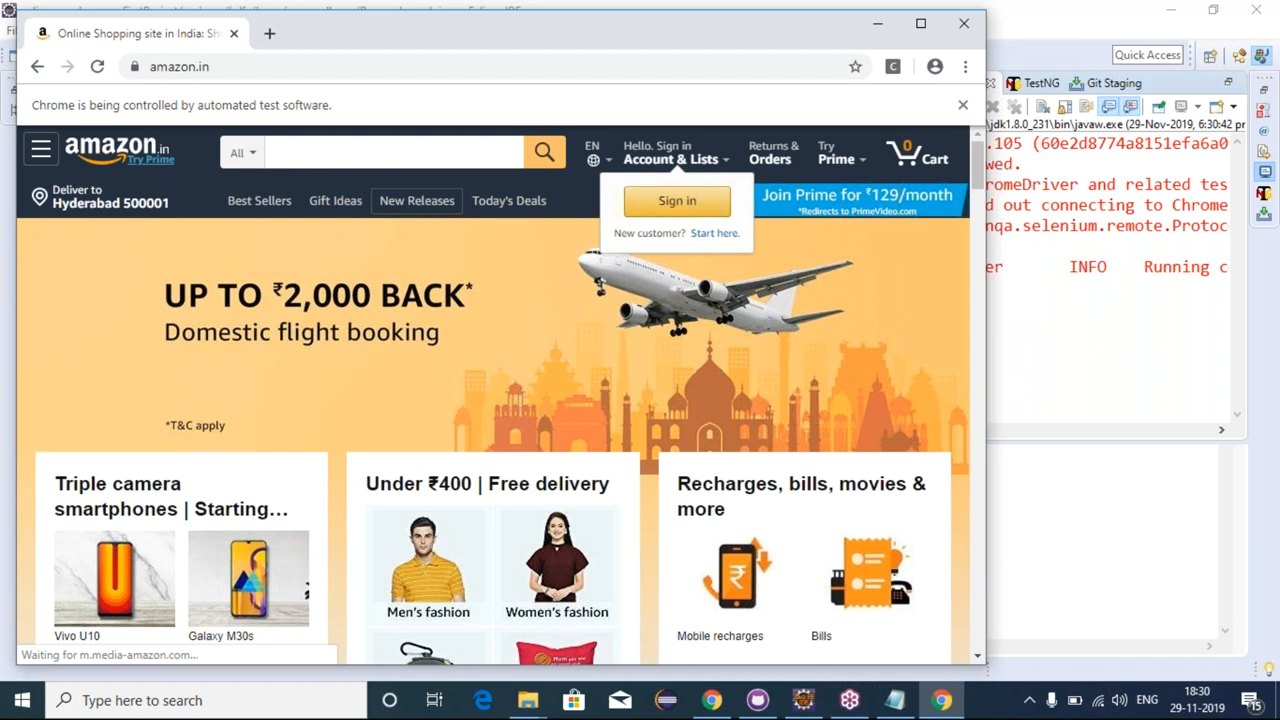 Online Shopping site in India: Sh
Quick Access
amazon.in
TestNG
Git Staging
Chrome is being controlled by automated test software.
\jdk1.8.0_231\bin\javaw.exe (29-Nov-2019, 6:30:42
.105 (60e2d8774a8151efa6a0
owed.
romeDriver and related tes
d out connecting to Chrome
nqa.selenium.remote.Protoc
er INFO Running c
amazon.in
Try Prime
All
EN
Hello. Sign in
Account & Lists
Returns &
Orders
Try
Prime
0
Cart
Deliver to
Hyderabad 500001
Best Sellers
Gift Ideas
New Releases
Today's Deals
Sign in
New customer? Start here.
Join Prime for ₹129/month
*Redirects to PrimeVideo.com
UP TO ₹2,000 BACK*
Domestic flight booking
*T&C apply
Triple camera
smartphones | Starting...
Vivo U10
Galaxy M30s
Under ₹400 | Free delivery
Men's fashion
Women's fashion
Recharges, bills, movies &
more
Mobile recharges
Bills
Waiting for m.media-amazon.com...
Type here to search
ENG
18:30
29-11-2019
15